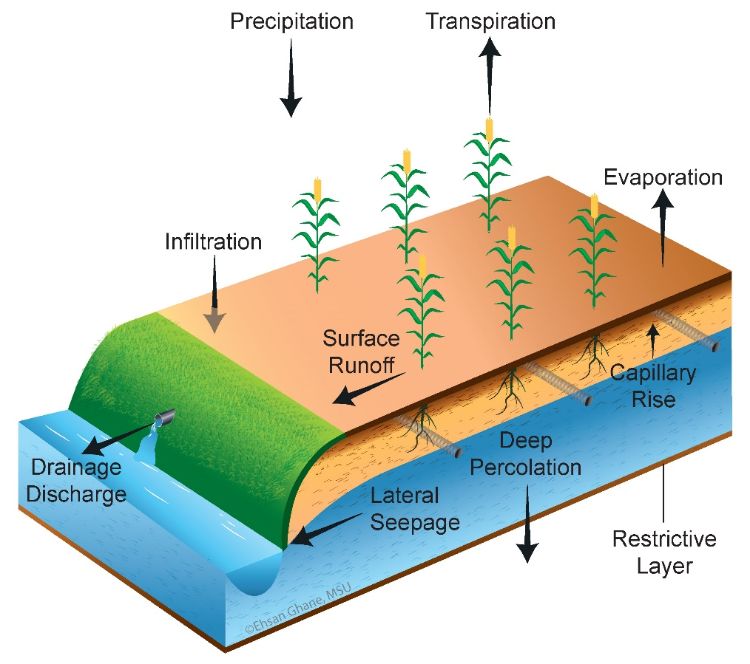 Precipitation
Transpiration
Evaporation
Infiltration
Surface
Runoff
Capillary
Rise
Drainage
Discharge
Deep
Percolation
Lateral
Seepage
Restrictive
Layer
©Ehsan Ghane, MSU